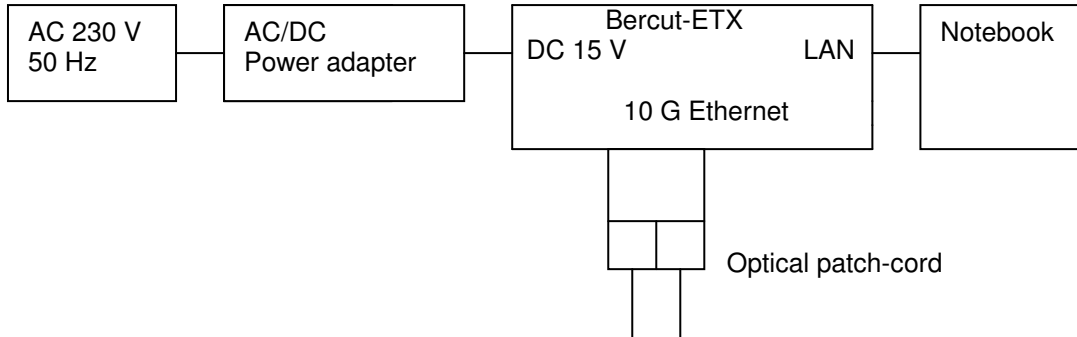 AC 230 V
50 Hz
AC/DC
Power adapter
Bercut-ETX
DC 15 V
LAN
10 G Ethernet
Notebook
Optical patch-cord